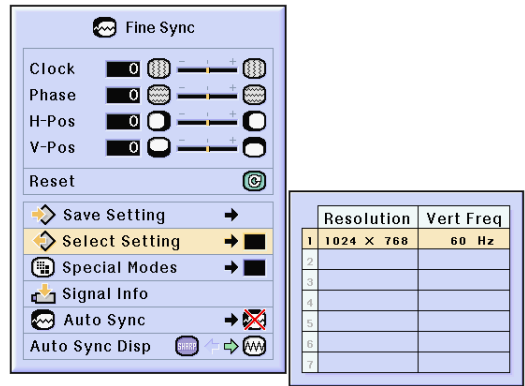 Fine Sync
Clock 0 - +
Phase 0 - +
H-Pos 0 - +
V-Pos 0 - +
Reset
Save Setting
Select Setting
Special Modes
Signal Info
Auto Sync
Auto Sync Disp SHARP
Resolution Vert Freq
1 1024 × 768 60 Hz
2
3
4
5
6
7